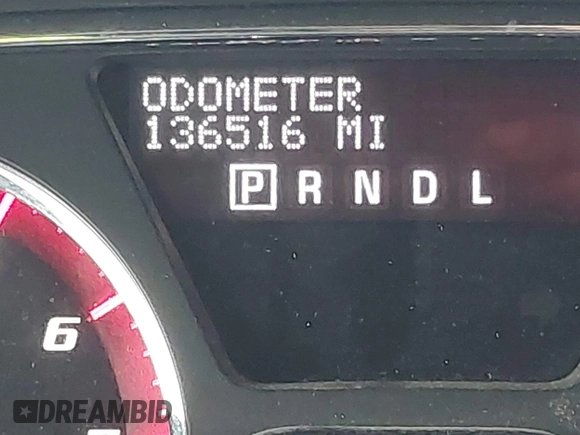 ODOMETER
136516 MI
P R N D L
6
DREAMBID